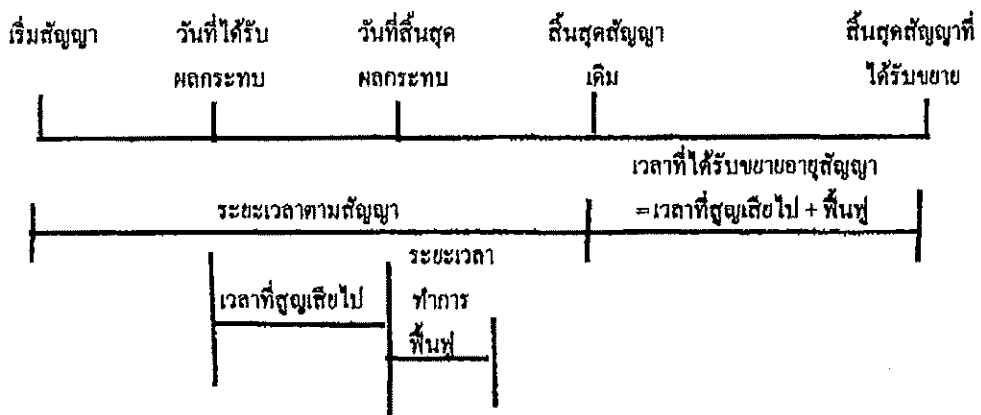 เริ่มสัญญา วันที่ได้รับ วันที่สิ้นสุด สิ้นสุดสัญญา สิ้นสุดสัญญาที่
ผลกระทบ ผลกระทบ เดิม ได้รับขยาย
เวลาที่ได้รับขยายอายุสัญญา
ระยะเวลาตามสัญญา =เวลาที่สูญเสียไป + ฟื้นฟู
ระยะเวลา
เวลาที่สูญเสียไป ทำการ
ฟื้นฟู